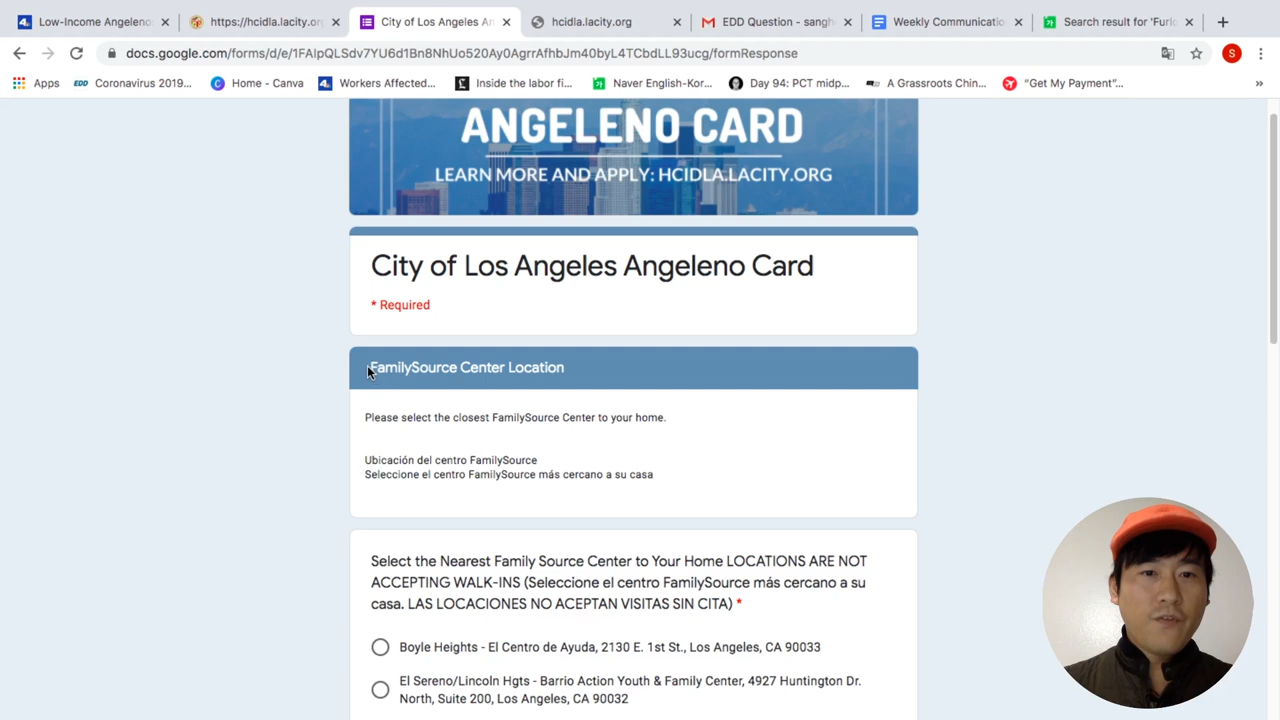 Low-Income Angeleno
https://hcidla.lacity.or
City of Los Angeles An
hcidla.lacity.org
EDD Question - sangh
Weekly Communicatio
Search result for 'Furlo
docs.google.com/forms/d/e/1FAIpQLSdv7YU6d1Bn8NhUo520Ay0AgrrAfhbJm40byL4TCbdLL93ucg/formResponse
S
Apps
EDD Coronavirus 2019...
Home - Canva
Workers Affected...
Inside the labor fi...
Naver English-Kor...
Day 94: PCT midp...
A Grassroots Chin...
"Get My Payment"...
»
ANGELENO CARD
LEARN MORE AND APPLY: HCIDLA.LACITY.ORG
City of Los Angeles Angeleno Card
* Required
FamilySource Center Location
Please select the closest FamilySource Center to your home.
Ubicación del centro FamilySource
Seleccione el centro FamilySource más cercano a su casa
Select the Nearest Family Source Center to Your Home LOCATIONS ARE NOT
ACCEPTING WALK-INS (Seleccione el centro FamilySource más cercano a su
casa. LAS LOCACIONES NO ACEPTAN VISITAS SIN CITA) *
Boyle Heights - El Centro de Ayuda, 2130 E. 1st St., Los Angeles, CA 90033
El Sereno/Lincoln Hgts - Barrio Action Youth & Family Center, 4927 Huntington Dr.
North, Suite 200, Los Angeles, CA 90032